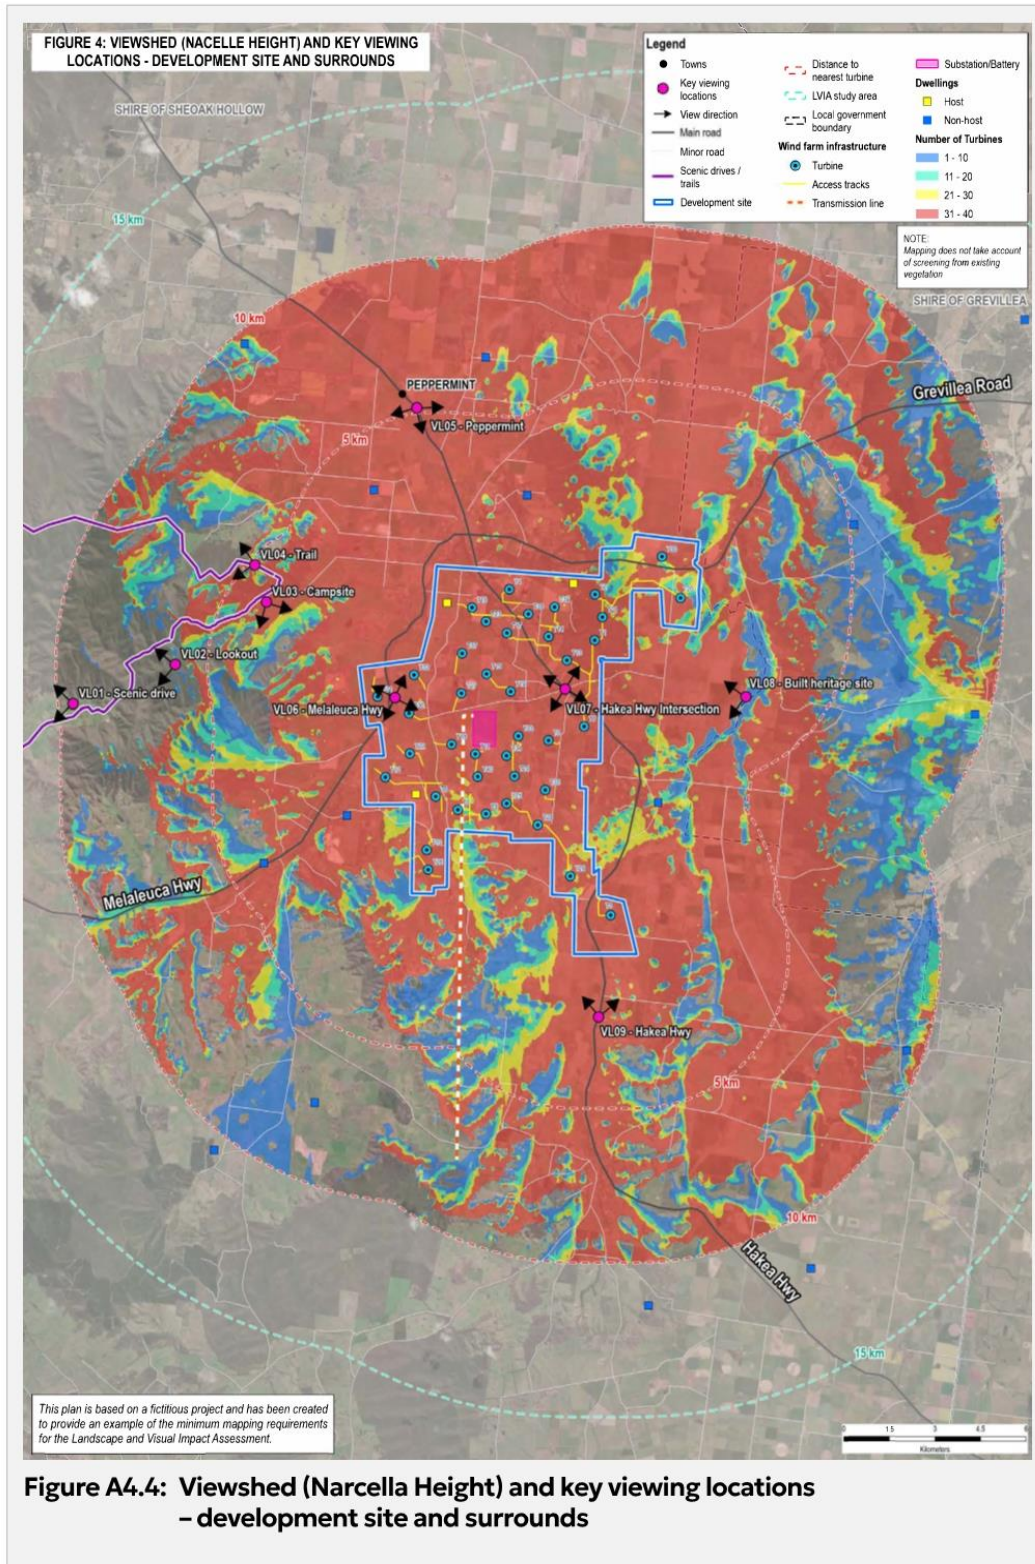 FIGURE 4: VIEWSHED (NACELLE HEIGHT) AND KEY VIEWING
LOCATIONS - DEVELOPMENT SITE AND SURROUNDS
Legend
Towns
Key viewing
locations
View direction
Main road
Minor road
Scenic drives /
trails
Development site
Distance to
nearest turbine
LVIA study area
Local government
boundary
Wind farm infrastructure
Turbine
Access tracks
Transmission line
Substation/Battery
Dwellings
Host
Non-host
Number of Turbines
1 - 10
11 - 20
21 - 30
31 - 40
NOTE:
Mapping does not take account
of screening from existing
vegetation
SHIRE OF SHEOAK HOLLOW
15 km
SHIRE OF GREVILLEA
10 km
PEPPERMINT
Grevillea Road
VL05 - Peppermint
5 km
VL04 - Trail
VL03 - Campsite
VL02 - Lookout
VL01 - Scenic drive
VL06 - Melaleuca Hwy
VL07 - Hakea Hwy Intersection
VL08 - Built heritage site
Melaleuca Hwy
VL09 - Hakea Hwy
5 km
10 km
Hakea Hwy
15 km
This plan is based on a fictitious project and has been created
to provide an example of the minimum mapping requirements
for the Landscape and Visual Impact Assessment.
0 1.5 3 4.5 6
Kilometers
Figure A4.4: Viewshed (Narcella Height) and key viewing locations
– development site and surrounds